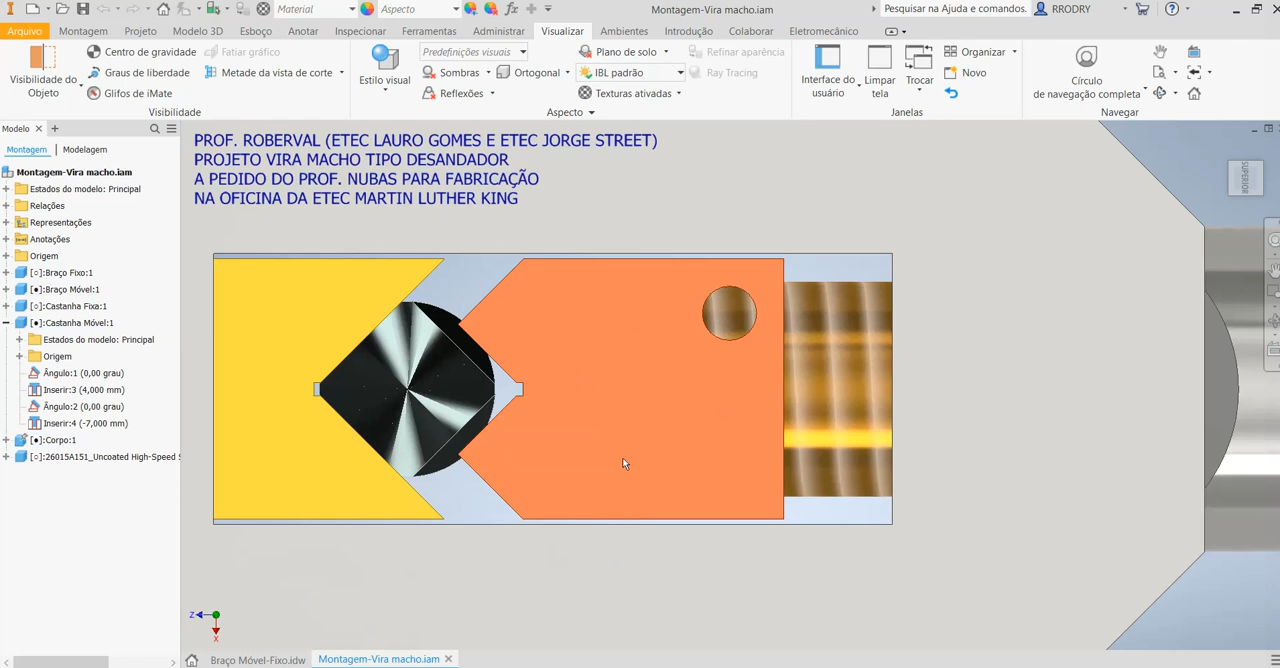 Material
Aspecto
Montagem-Vira macho.iam
Pesquisar na Ajuda e comandos.
RRODRY
Arquivo
Montagem
Projeto
Modelo 3D
Esboço
Anotar
Inspecionar
Ferramentas
Administrar
Visualizar
Ambientes
Introdução
Colaborar
Eletromecânico
Visibilidade do
Objeto
Centro de gravidade
Graus de liberdade
Glifos de iMate
Fatiar gráfico
Metade da vista de corte
Visibilidade
Estilo visual
Predefinições visuais
Sombras
Reflexões
Ortogonal
Plano de solo
IBL padrão
Texturas ativadas
Refinar aparência
Ray Tracing
Aspecto
Interface do
usuário
Limpar
tela
Trocar
Organizar
Novo
Janelas
Círculo
de navegação completa
Navegar
Modelo
Montagem
Modelagem
Montagem-Vira macho.iam
Estados do modelo: Principal
Relações
Representações
Anotações
Origem
[○]:Braço Fixo:1
[●]:Braço Móvel:1
[○]:Castanha Fixa:1
[●]:Castanha Móvel:1
Estados do modelo: Principal
Origem
Ângulo:1 (0,00 grau)
Inserir:3 (4,000 mm)
Ângulo:2 (0,00 grau)
Inserir:4 (-7,000 mm)
[●]:Corpo:1
[○]:26015A151_Uncoated High-Speed S
PROF. ROBERVAL (ETEC LAURO GOMES E ETEC JORGE STREET)
PROJETO VIRA MACHO TIPO DESANDADOR
A PEDIDO DO PROF. NUBAS PARA FABRICAÇÃO
NA OFICINA DA ETEC MARTIN LUTHER KING
SUPERIOR
Z
X
Braço Móvel-Fixo.idw
Montagem-Vira macho.iam